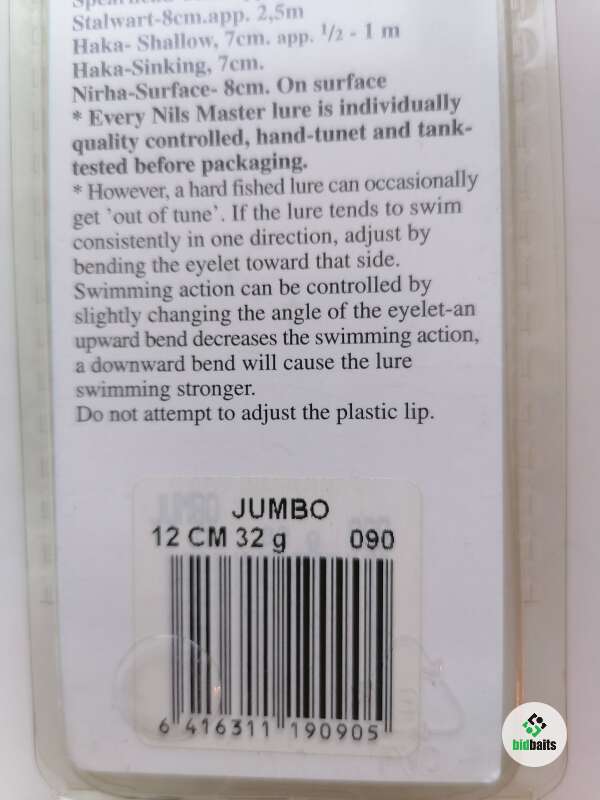 Stalwart-8cm.app. 2,5m
Haka- Shallow, 7cm. app. 1/2 - 1 m
Haka-Sinking, 7cm.
Nirha-Surface- 8cm. On surface
* Every Nils Master lure is individually
quality controlled, hand-tunet and tank-
tested before packaging.
* However, a hard fished lure can occasionally
get 'out of tune'. If the lure tends to swim
consistently in one direction, adjust by
bending the eyelet toward that side.
Swimming action can be controlled by
slightly changing the angle of the eyelet-an
upward bend decreases the swimming action,
a downward bend will cause the lure
swimming stronger.
Do not attempt to adjust the plastic lip.
JUMBO
12 CM 32 g 090
6 416311 190905
bidbaits